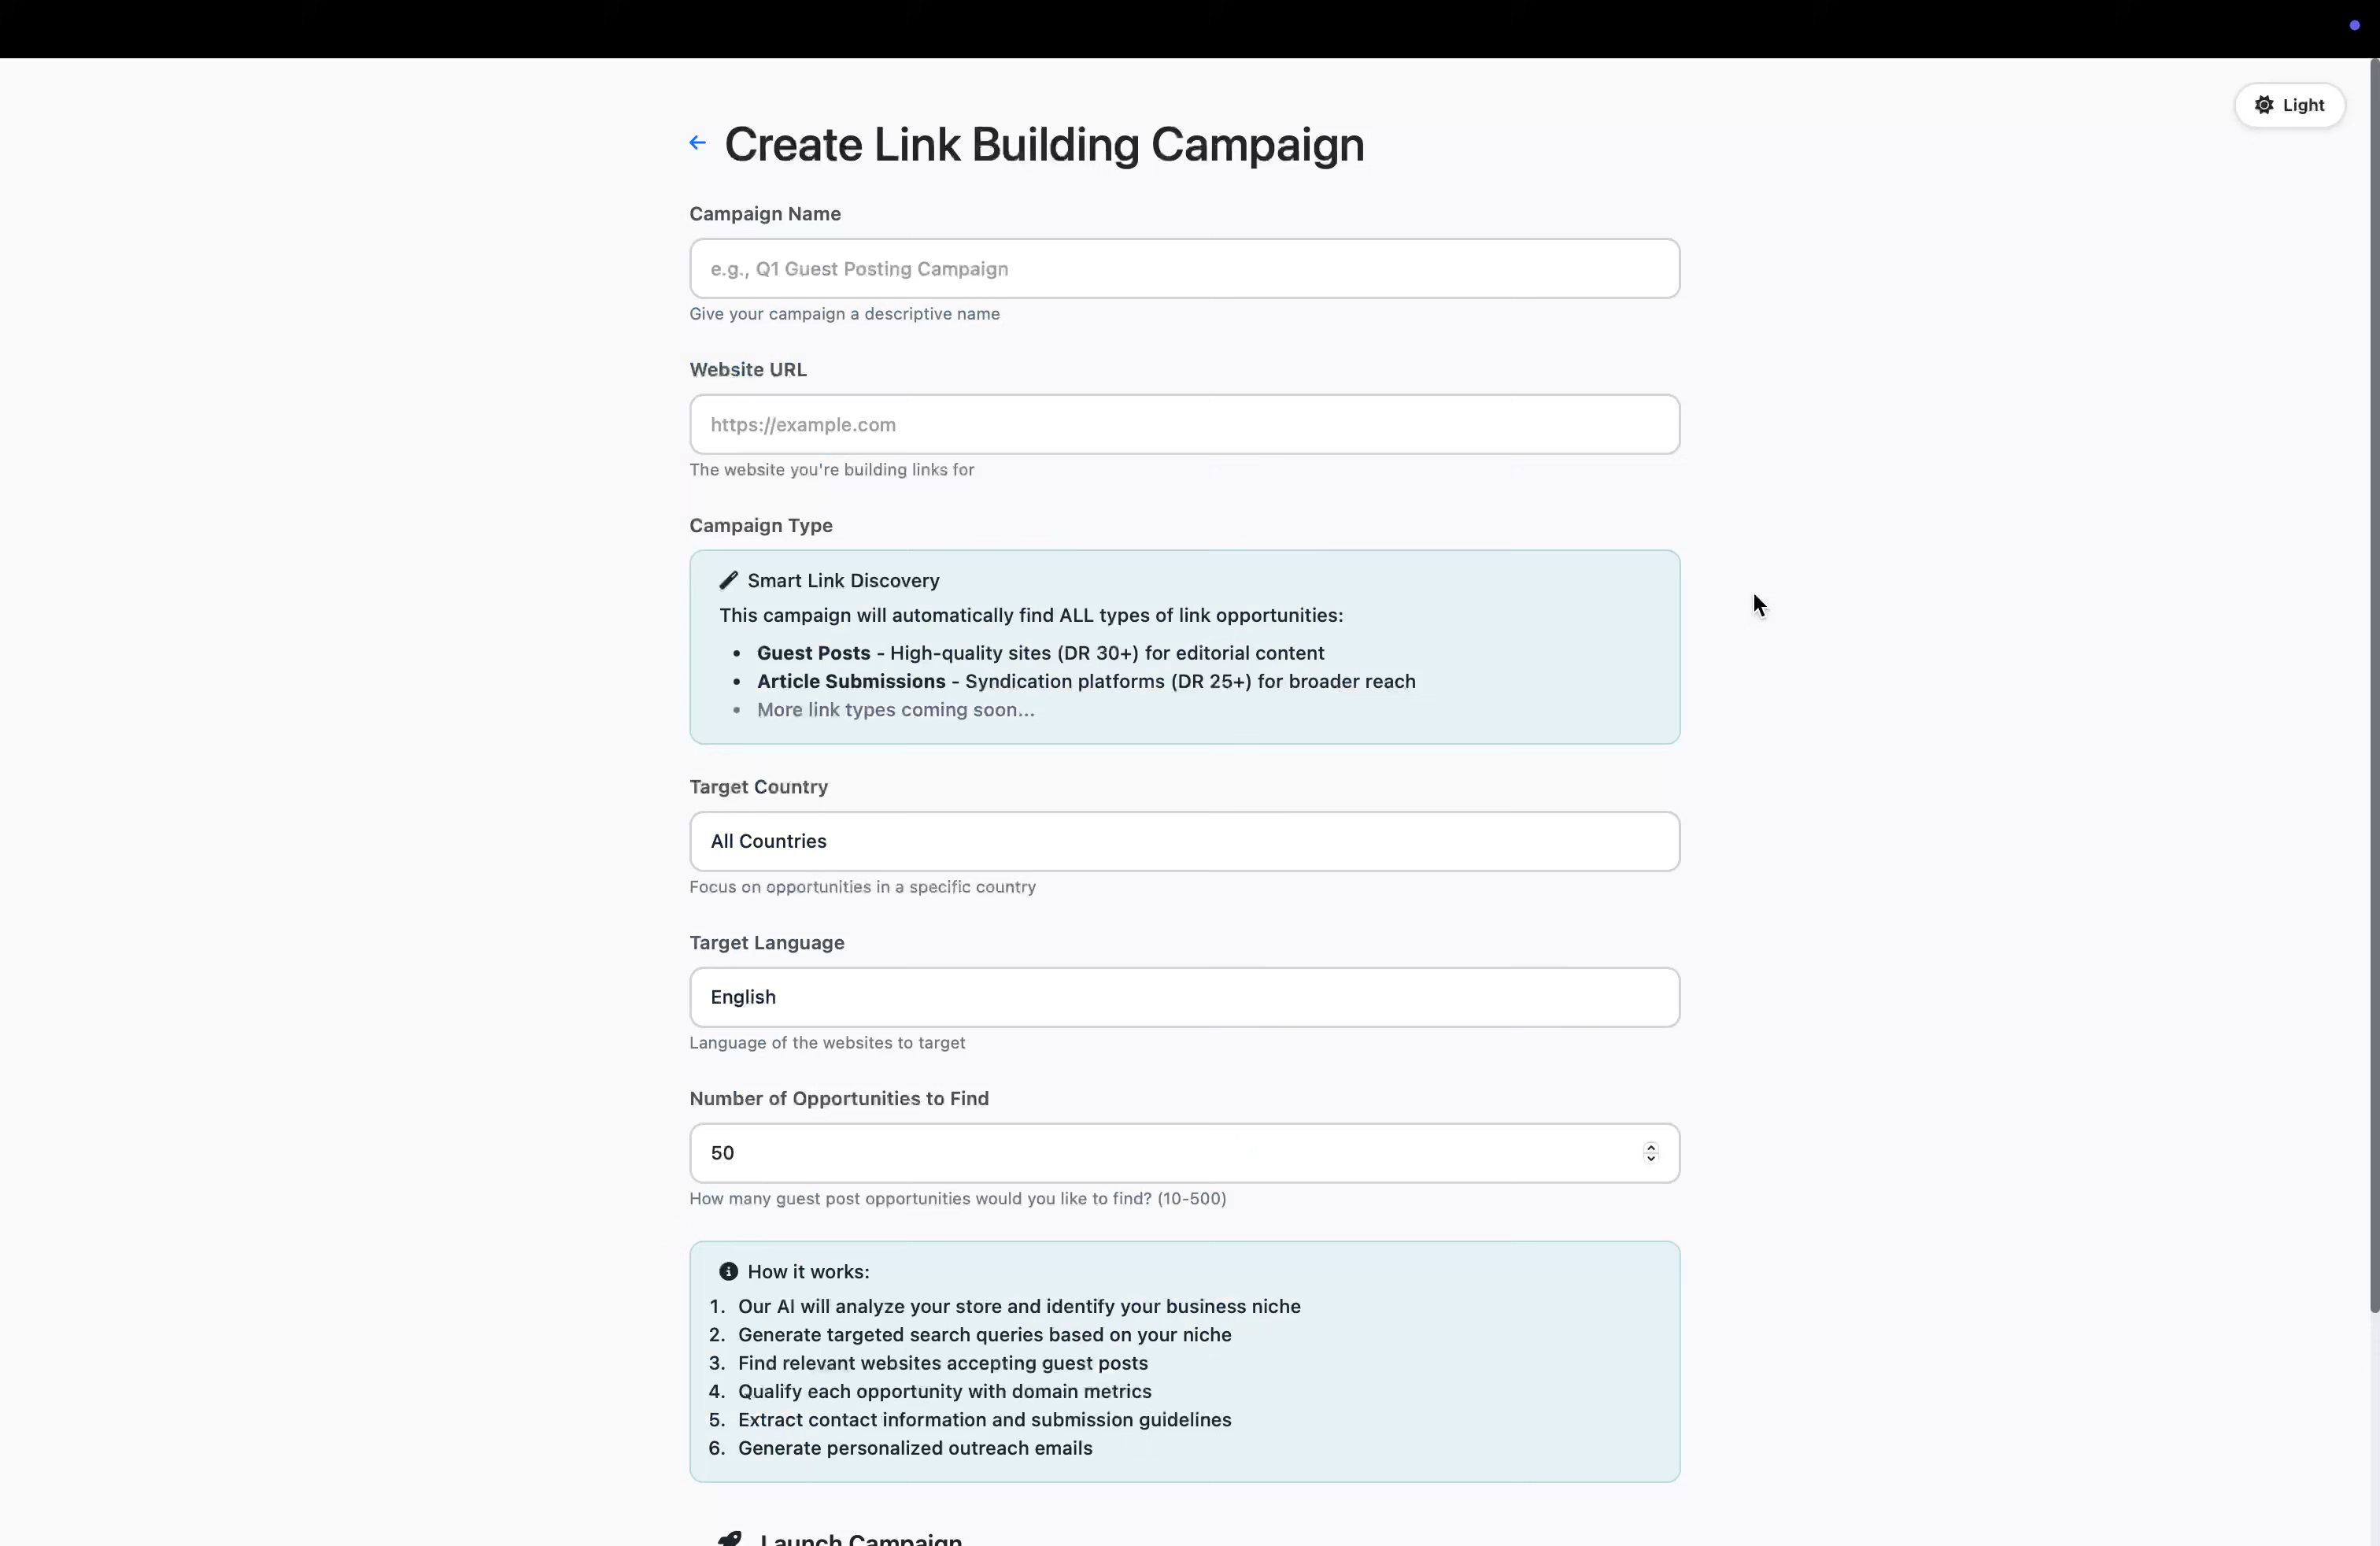 Light
Create Link Building Campaign
Campaign Name
e.g., Q1 Guest Posting Campaign
Give your campaign a descriptive name
Website URL
https://example.com
The website you're building links for
Campaign Type
Smart Link Discovery
This campaign will automatically find ALL types of link opportunities:
• Guest Posts - High-quality sites (DR 30+) for editorial content
• Article Submissions - Syndication platforms (DR 25+) for broader reach
• More link types coming soon...
Target Country
All Countries
Focus on opportunities in a specific country
Target Language
English
Language of the websites to target
Number of Opportunities to Find
50
How many guest post opportunities would you like to find? (10-500)
How it works:
1. Our AI will analyze your store and identify your business niche
2. Generate targeted search queries based on your niche
3. Find relevant websites accepting guest posts
4. Qualify each opportunity with domain metrics
5. Extract contact information and submission guidelines
6. Generate personalized outreach emails
Launch Campaign